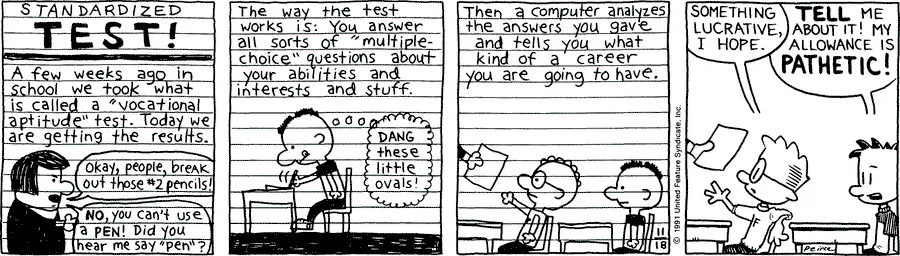 STANDARDIZED
TEST!
A few weeks ago in
school we took what
is called a "vocational
aptitude" test. Today we
are getting the results.
Okay, people, break
out those #2 pencils!
NO, you can't use
a PEN! Did you
hear me say "pen"?
The way the test
works is: You answer
all sorts of "multiple-
choice" questions about
your abilities and
interests and stuff.
DANG
these
little
ovals!
Then a computer analyzes
the answers you gave
and tells you what
kind of a career
you are going to have.
11
18
© 1991 United Feature Syndicate, Inc.
SOMETHING
LUCRATIVE,
I HOPE.
TELL ME
ABOUT IT! MY
ALLOWANCE IS
PATHETIC!
Peirce